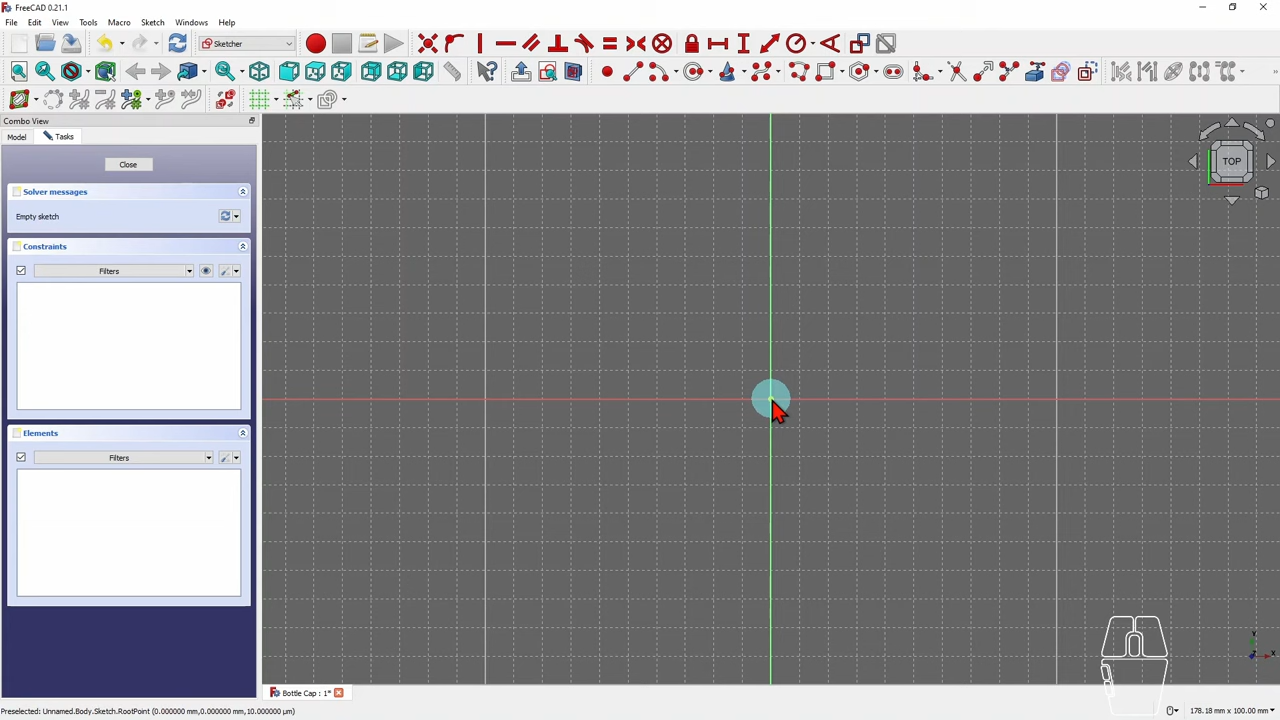 FreeCAD 0.21.1
File Edit View Tools Macro Sketch Windows Help
Sketcher
Combo View
Model Tasks
Close
Solver messages
Empty sketch
Constraints
Filters
Elements
Filters
TOP
Y
Z X
Bottle Cap : 1*
Preselected: Unnamed.Body.Sketch.RootPoint (0.000000 mm,0.000000 mm,10.000000 µm)
178.18 mm x 100.00 mm